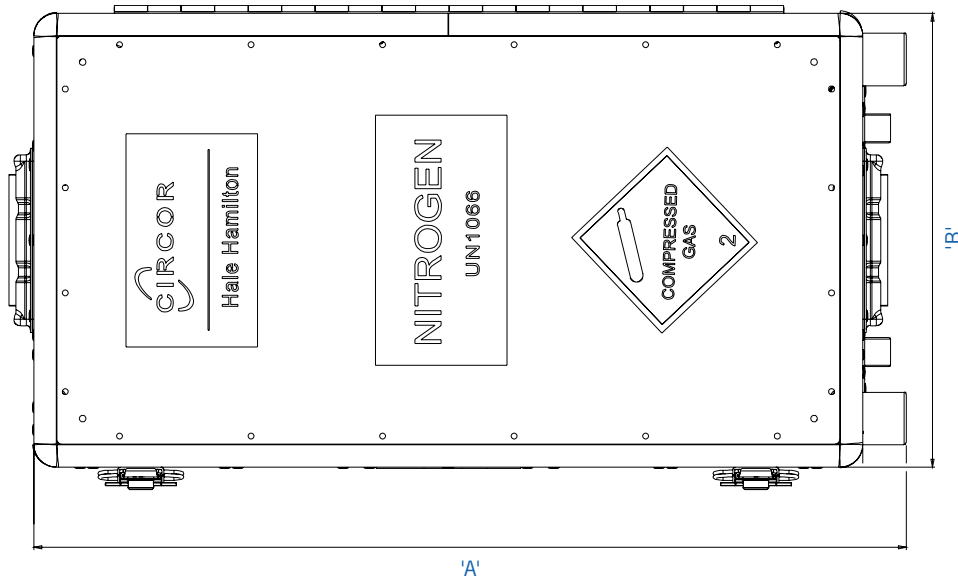 CIRCOR
Hale Hamilton
NITROGEN
UN1066
COMPRESSED
GAS
2
'B'
'A'